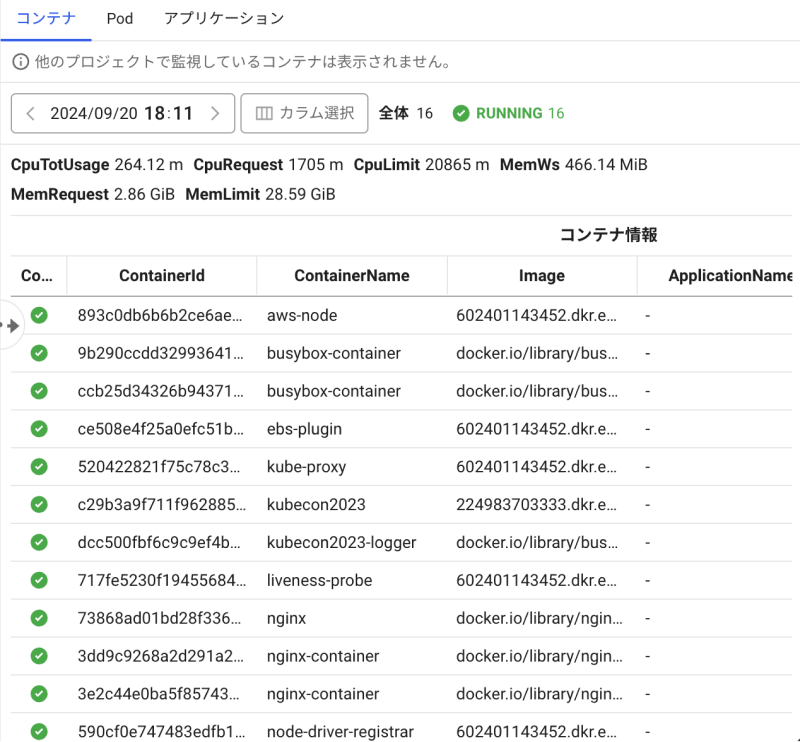 コンテナ Pod アプリケーション
他のプロジェクトで監視しているコンテナは表示されません。
2024/09/20 18:11 カラム選択 全体 16 RUNNING 16
CpuTotUsage 264.12 m CpuRequest 1705 m CpuLimit 20865 m MemWs 466.14 MiB
MemRequest 2.86 GiB MemLimit 28.59 GiB
コンテナ情報
Co... ContainerId ContainerName Image ApplicationName
893c0db6b6b2ce6ae... aws-node 602401143452.dkr.e... -
9b290ccdd32993641... busybox-container docker.io/library/bus... -
ccb25d34326b94371... busybox-container docker.io/library/bus... -
ce508e4f25a0efc51b... ebs-plugin 602401143452.dkr.e... -
520422821f75c78c3... kube-proxy 602401143452.dkr.e... -
c29b3a9f711f962885... kubecon2023 224983703333.dkr.e... -
dcc500fbf6c9c9ef4b... kubecon2023-logger docker.io/library/bus... -
717fe5230f19455684... liveness-probe 602401143452.dkr.e... -
73868ad01bd28f336... nginx docker.io/library/ngin... -
3dd9c9268a2d291a2... nginx-container docker.io/library/ngin... -
3e2c44e0ba5f85743... nginx-container docker.io/library/ngin... -
590cf0e747483edfb1... node-driver-registrar 602401143452.dkr.e... -